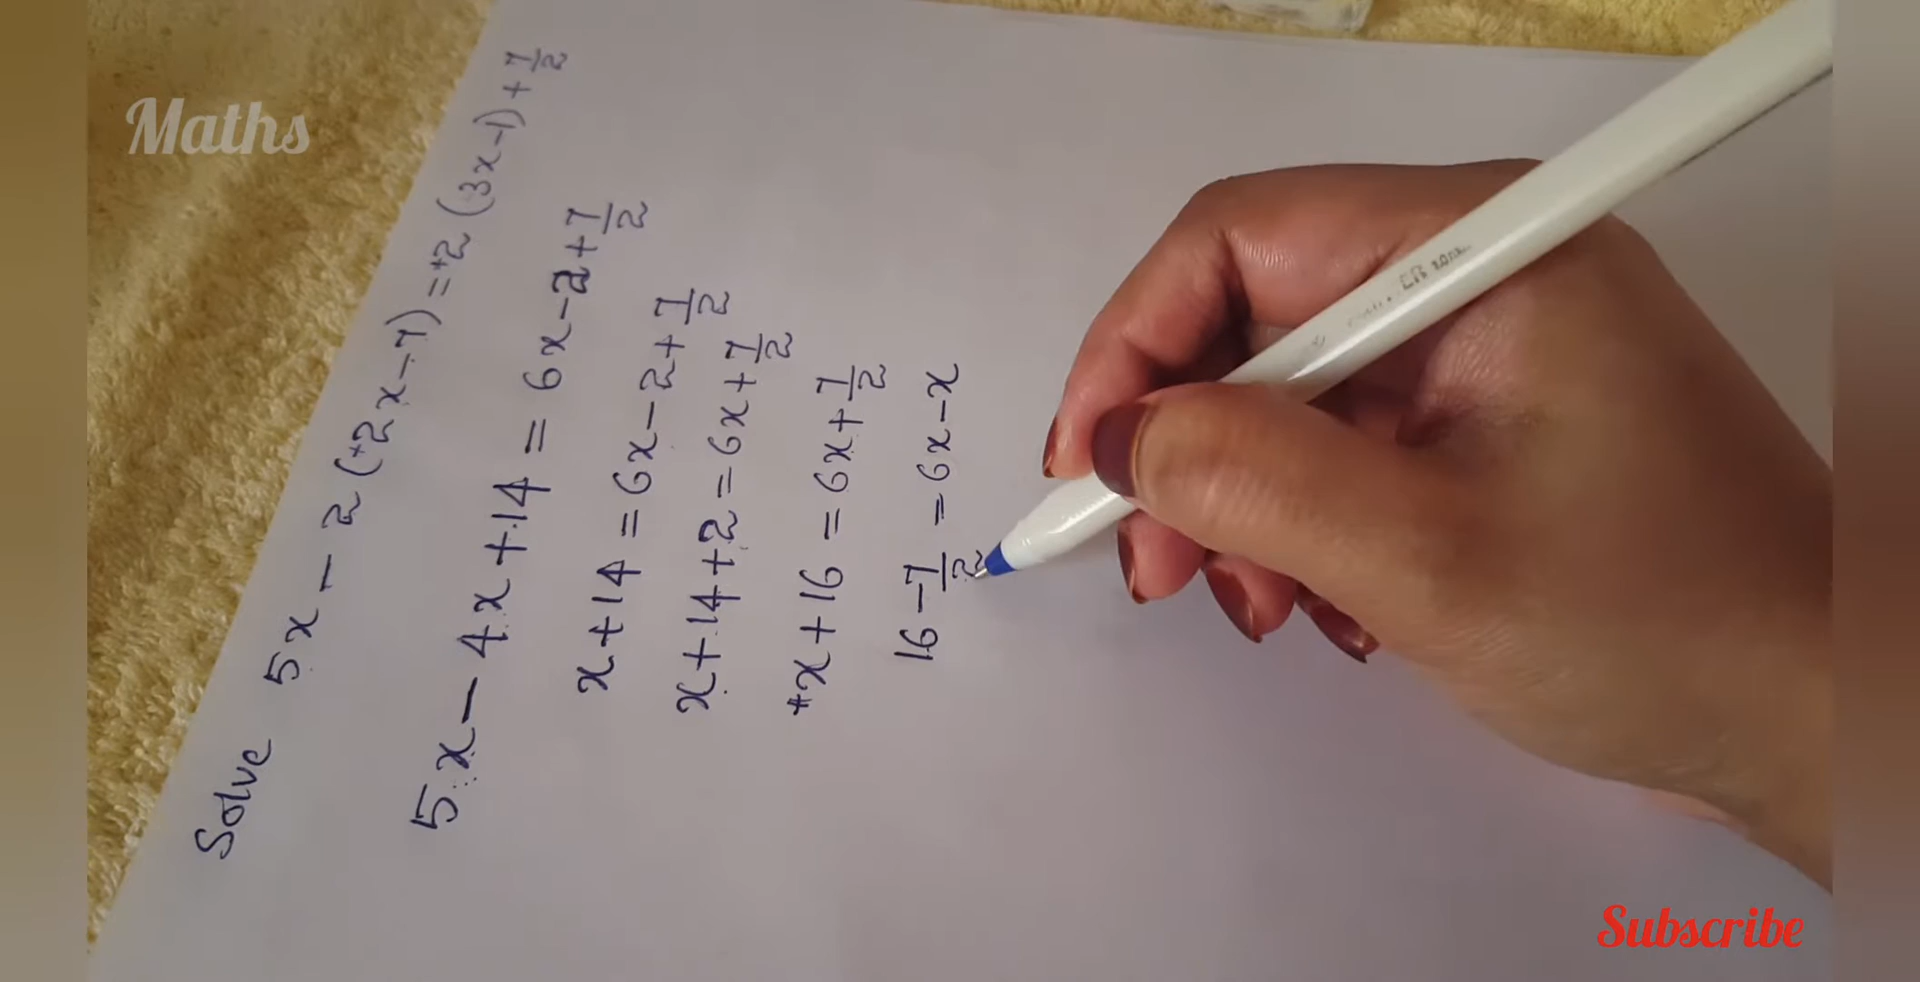 Maths
Solve 5x - 2(+2x-7) = +2(3x-1) + 7/2
5x - 4x + 14 = 6x - 2 + 7/2
x + 14 = 6x - 2 + 7/2
x + 14 + 2 = 6x + 7/2
+x + 16 = 6x + 7/2
16 - 7/2 = 6x - x
Subscribe